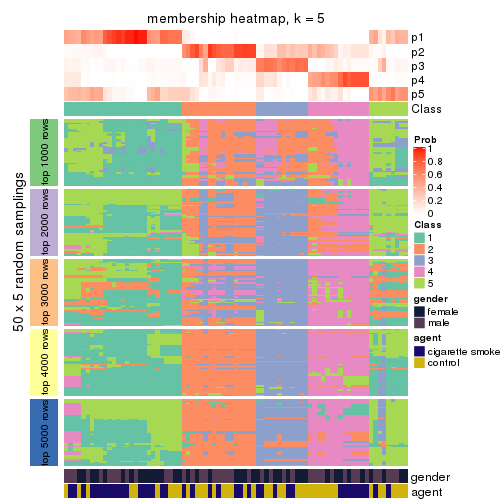 membership heatmap, k = 5
p1
p2
p3
p4
p5
Class
50 x 5 random samplings
top 1000 rows
top 2000 rows
top 3000 rows
top 4000 rows
top 5000 rows
gender
agent
Prob
1
0.8
0.6
0.4
0.2
0
Class
1
2
3
4
5
gender
female
male
agent
cigarette smoke
control